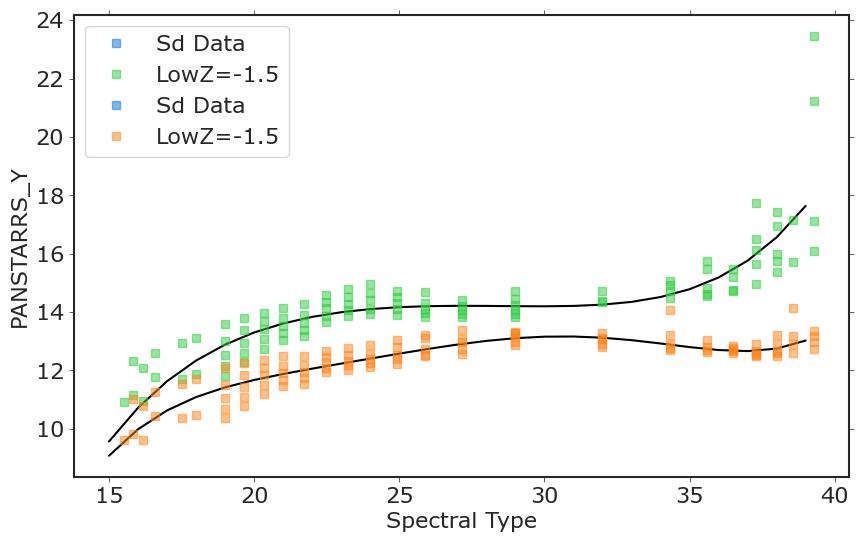 24
22
20
18
16
14
12
10
PANSTARRS_Y
Sd Data
LowZ=-1.5
Sd Data
LowZ=-1.5
15
20
25
30
35
40
Spectral Type